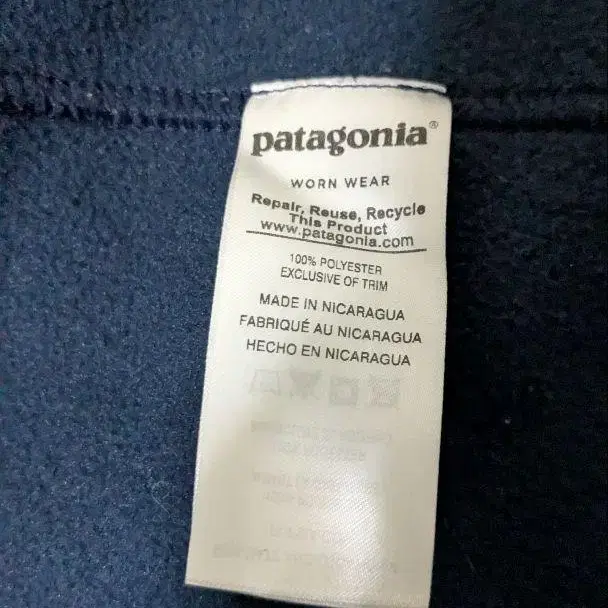 patagonia®
WORN WEAR
Repair, Reuse, Recycle
This Product
www.patagonia.com
100% POLYESTER
EXCLUSIVE OF TRIM
MADE IN NICARAGUA
FABRIQUÉ AU NICARAGUA
HECHO EN NICARAGUA